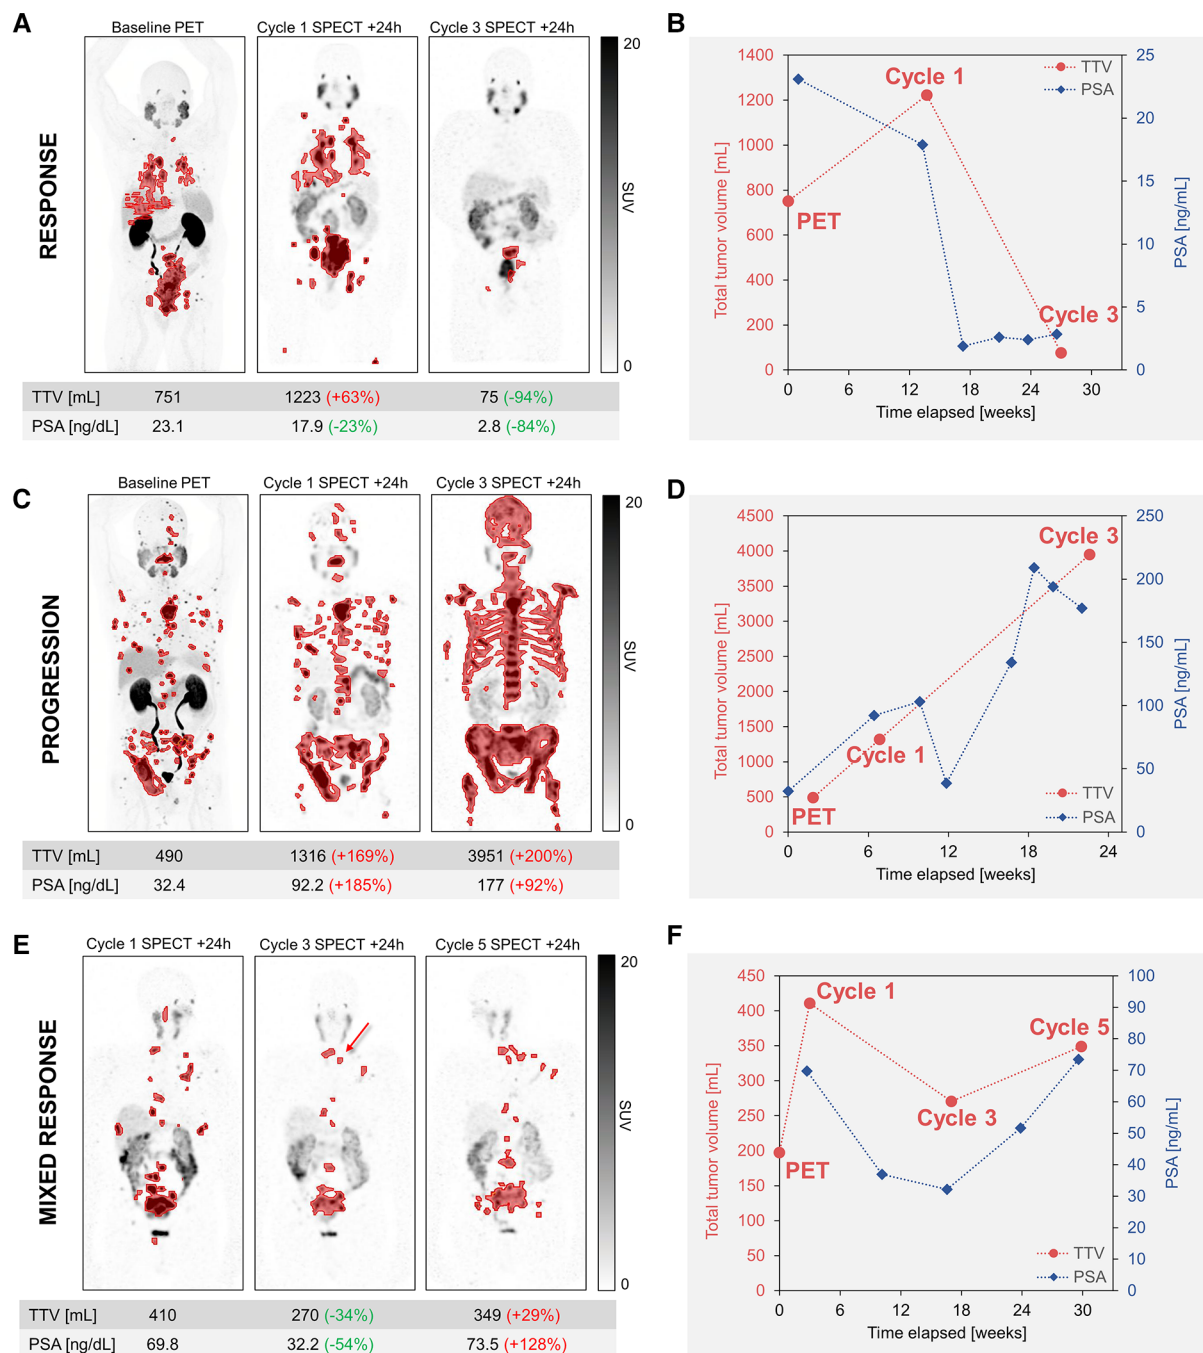 A
Baseline PET
Cycle 1 SPECT +24h
Cycle 3 SPECT +24h
RESPONSE
20
SUV
0
TTV [mL] 751 1223 (+63%) 75 (-94%)
PSA [ng/dL] 23.1 17.9 (-23%) 2.8 (-84%)
B
1400
1200
1000
800
600
400
200
0
Total tumor volume [mL]
25
20
15
10
5
0
PSA [ng/mL]
TTV
PSA
Cycle 1
PET
Cycle 3
0 6 12 18 24 30
Time elapsed [weeks]
C
Baseline PET
Cycle 1 SPECT +24h
Cycle 3 SPECT +24h
PROGRESSION
20
SUV
0
TTV [mL] 490 1316 (+169%) 3951 (+200%)
PSA [ng/dL] 32.4 92.2 (+185%) 177 (+92%)
D
4500
4000
3500
3000
2500
2000
1500
1000
500
0
Total tumor volume [mL]
250
200
150
100
50
0
PSA [ng/mL]
Cycle 3
Cycle 1
PET
TTV
PSA
0 6 12 18 24
Time elapsed [weeks]
E
Cycle 1 SPECT +24h
Cycle 3 SPECT +24h
Cycle 5 SPECT +24h
MIXED RESPONSE
20
SUV
0
TTV [mL] 410 270 (-34%) 349 (+29%)
PSA [ng/dL] 69.8 32.2 (-54%) 73.5 (+128%)
F
450
400
350
300
250
200
150
100
50
0
Total tumor volume [mL]
100
90
80
70
60
50
40
30
20
10
0
PSA [ng/mL]
Cycle 1
Cycle 5
Cycle 3
PET
TTV
PSA
0 6 12 18 24 30
Time elapsed [weeks]